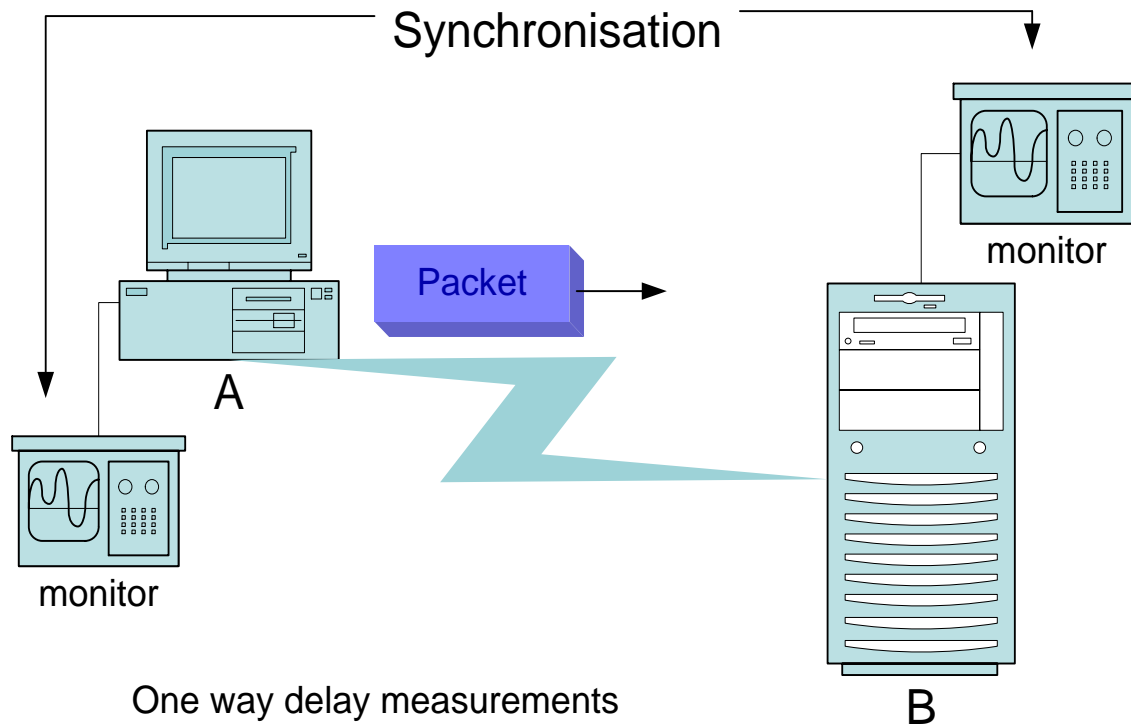 Synchronisation
monitor
Packet
A
monitor
One way delay measurements
B